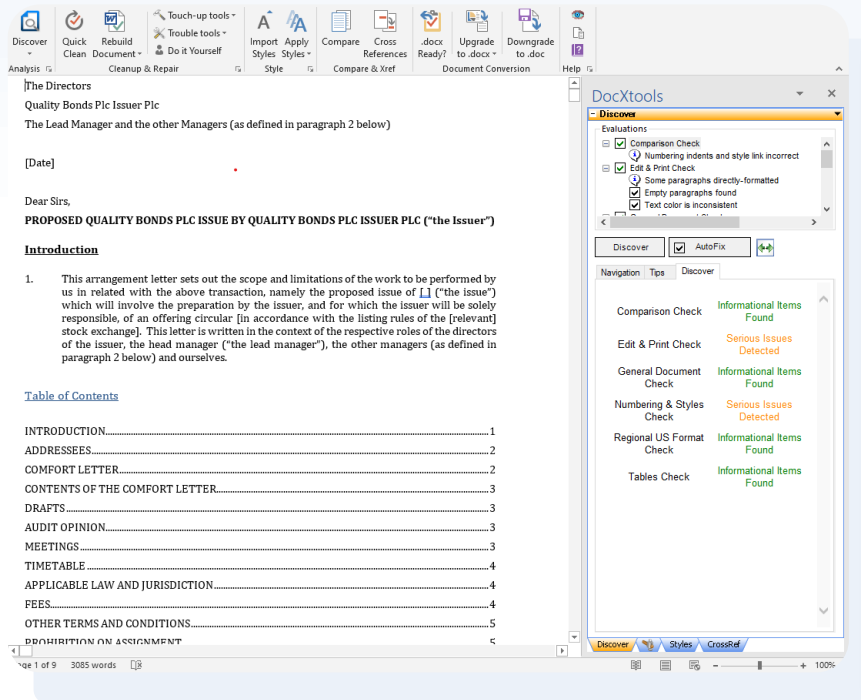 Discover
Quick Clean
Rebuild Document
Touch-up tools
Trouble tools
Do it Yourself
Import Styles
Apply Styles
Compare
Cross References
.docx Ready?
Upgrade to .docx
Downgrade to .doc
Analysis
Cleanup & Repair
Style
Compare & Xref
Document Conversion
Help
The Directors
Quality Bonds Plc Issuer Plc
The Lead Manager and the other Managers (as defined in paragraph 2 below)
[Date]
Dear Sirs,
PROPOSED QUALITY BONDS PLC ISSUE BY QUALITY BONDS PLC ISSUER PLC ("the Issuer")
Introduction
1. This arrangement letter sets out the scope and limitations of the work to be performed by
us in related with the above transaction, namely the proposed issue of [.] ("the issue")
which will involve the preparation by the issuer, and for which the issuer will be solely
responsible, of an offering circular [in accordance with the listing rules of the [relevant]
stock exchange]. This letter is written in the context of the respective roles of the directors
of the issuer, the head manager ("the lead manager"), the other managers (as defined in
paragraph 2 below) and ourselves.
Table of Contents
INTRODUCTION 1
ADDRESSEES 2
COMFORT LETTER 2
CONTENTS OF THE COMFORT LETTER 3
DRAFTS 3
AUDIT OPINION 3
MEETINGS 3
TIMETABLE 4
APPLICABLE LAW AND JURISDICTION 4
FEES 4
OTHER TERMS AND CONDITIONS 5
PROHIBITION ON ASSIGNMENT 5
1 of 9 3085 words
DocXtools
Discover
Evaluations
Comparison Check
Numbering indents and style link incorrect
Edit & Print Check
Some paragraphs directly-formatted
Empty paragraphs found
Text color is inconsistent
Discover AutoFix
Navigation Tips Discover
Comparison Check Informational Items Found
Edit & Print Check Serious Issues Detected
General Document Check Informational Items Found
Numbering & Styles Check Serious Issues Detected
Regional US Format Check Informational Items Found
Tables Check Informational Items Found
Discover Styles CrossRef
100%